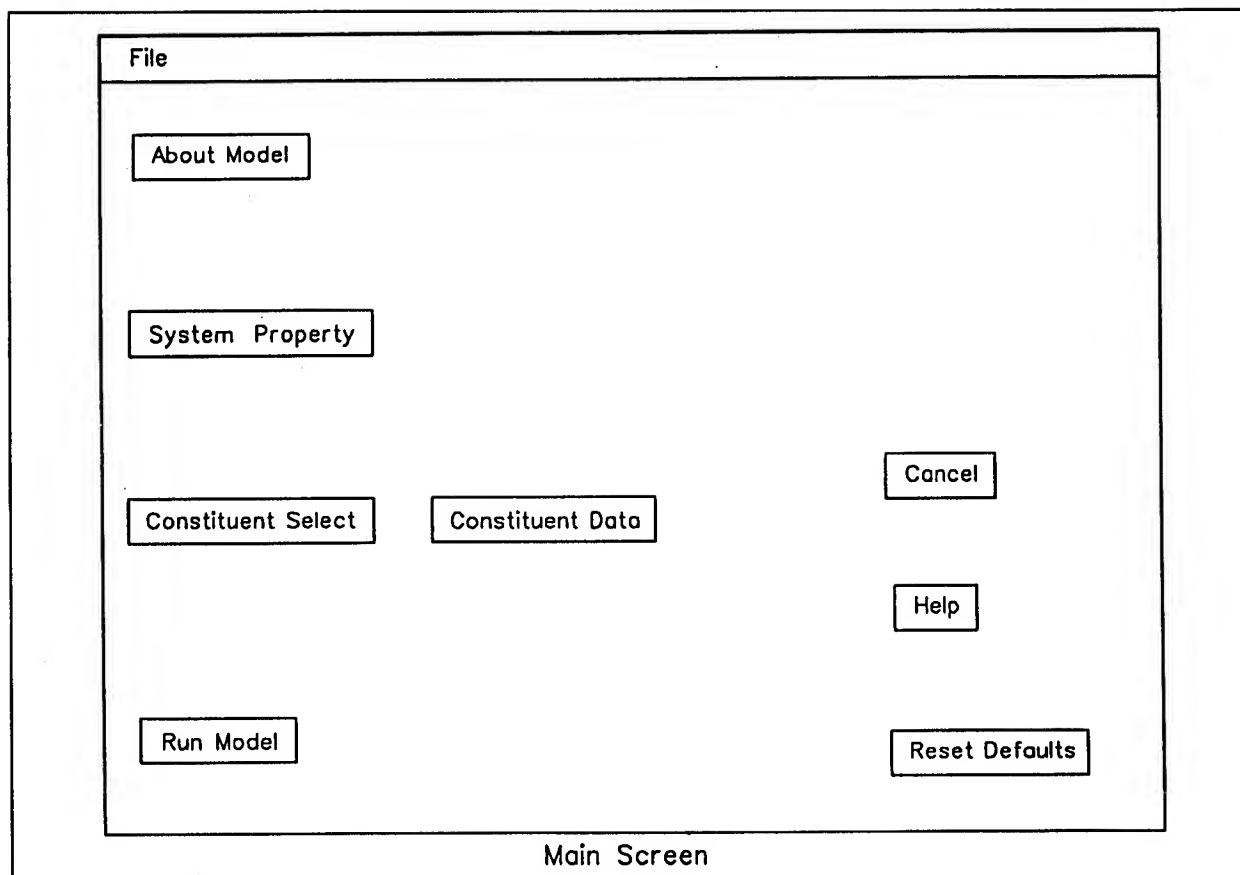 File
About Model
System Property
Cancel
Constituent Select
Constituent Data
Help
Run Model
Reset Defaults
Main Screen